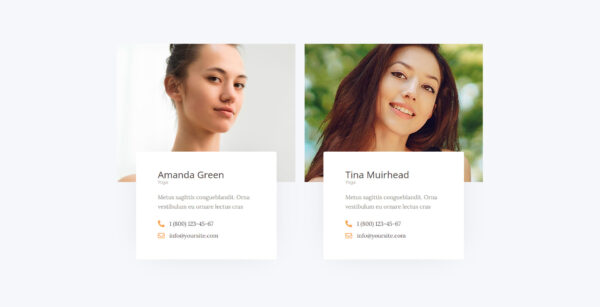 Amanda Green
Yoga
Metus sagittis congueblandit. Orna
vestibulum eu ornare lectus cras
1 (800) 123-45-67
info@yoursite.com
Tina Muirhead
Yoga
Metus sagittis congueblandit. Orna
vestibulum eu ornare lectus cras
1 (800) 123-45-67
info@yoursite.com